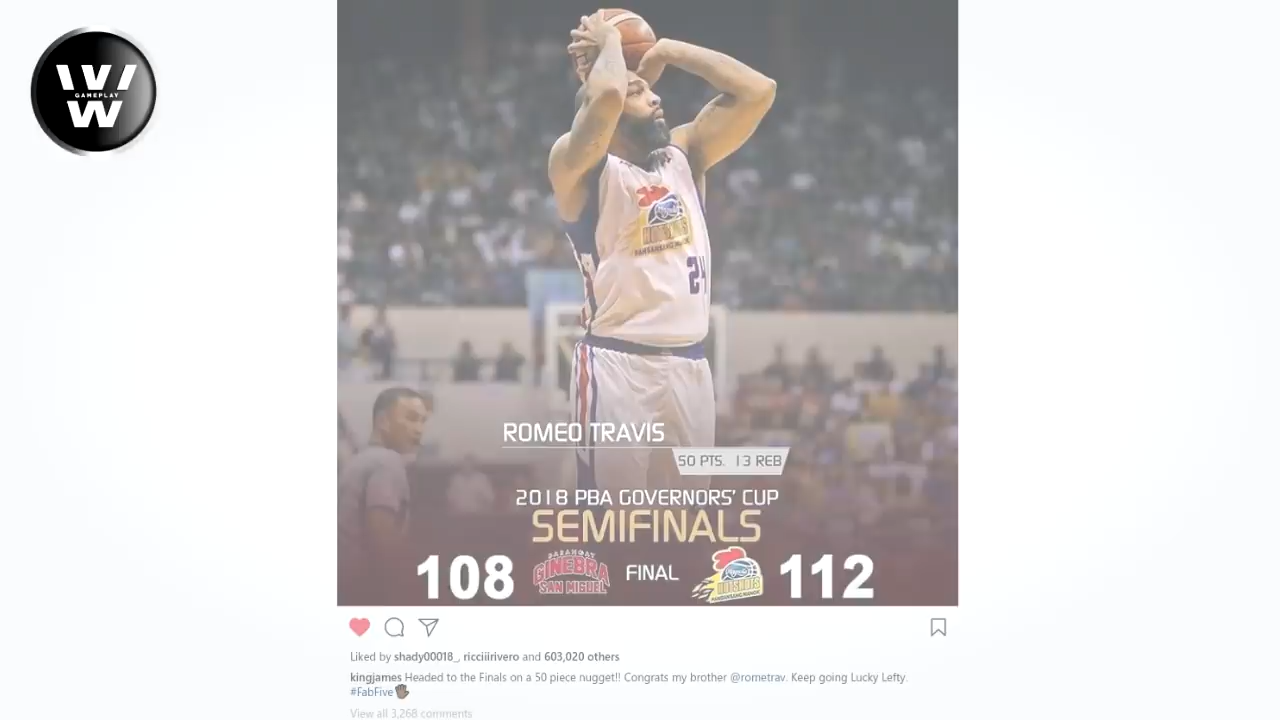 GAMEPLAY
W
24
ROMEO TRAVIS
50 PTS. 13 REB
2018 PBA GOVERNORS' CUP
SEMIFINALS
108 BARANGAY GINEBRA SAN MIGUEL FINAL HOTSHOTS 112
Liked by shady00018_, ricciiirivero and 603,020 others
kingjames Headed to the Finals on a 50 piece nugget!! Congrats my brother @rometrav. Keep going Lucky Lefty.
#FabFive
View all 3,268 comments